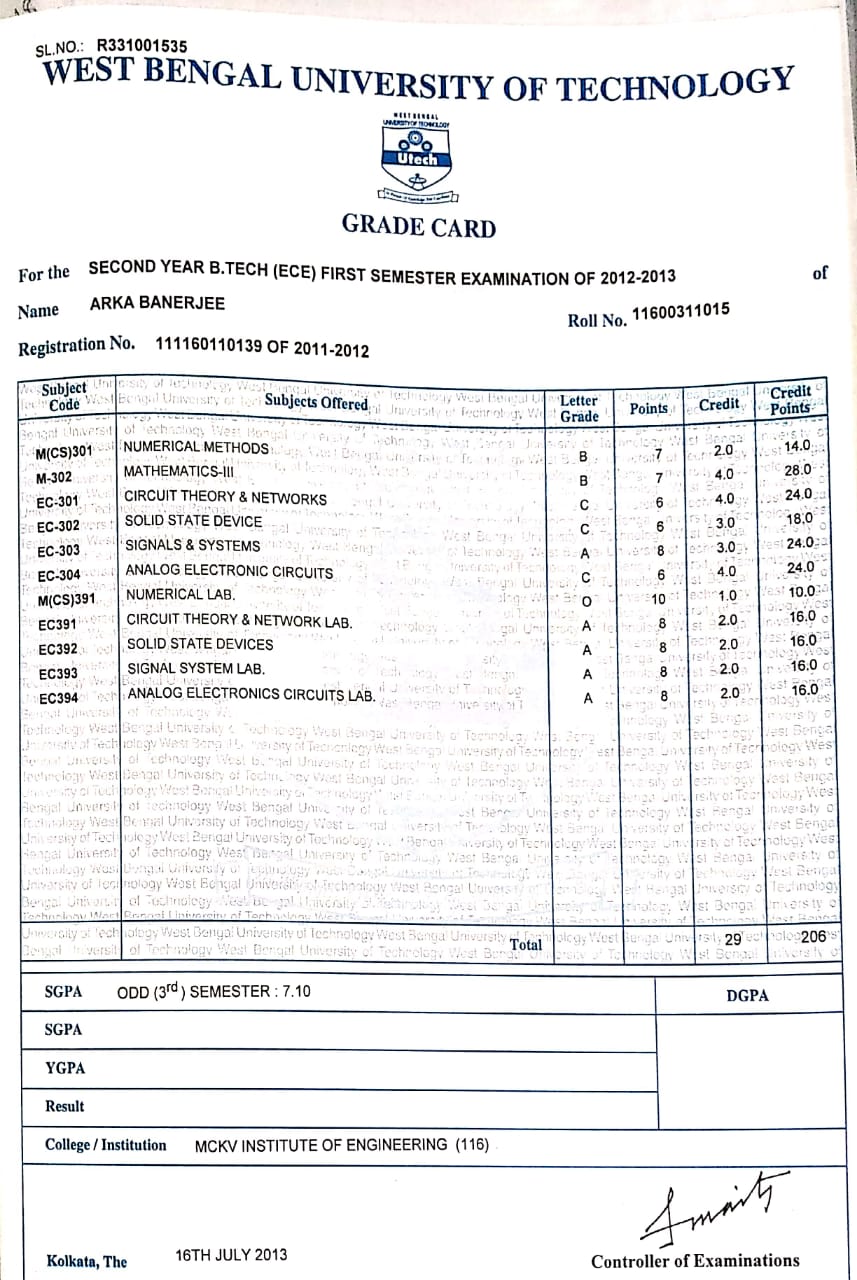 SL.NO.: R331001535
WEST BENGAL UNIVERSITY OF TECHNOLOGY
WEST BENGAL
UNIVERSITY OF TECHNOLOGY
Utech
GRADE CARD
For the SECOND YEAR B.TECH (ECE) FIRST SEMESTER EXAMINATION OF 2012-2013 of
Name ARKA BANERJEE Roll No. 11600311015
Registration No. 111160110139 OF 2011-2012
Subject Code Subjects Offered Letter Grade Points Credit Credit Points
M(CS)301 NUMERICAL METHODS B 7 2.0 14.0
M-302 MATHEMATICS-III B 7 4.0 28.0
EC-301 CIRCUIT THEORY & NETWORKS C 6 4.0 24.0
EC-302 SOLID STATE DEVICE C 6 3.0 18.0
EC-303 SIGNALS & SYSTEMS A 8 3.0 24.0
EC-304 ANALOG ELECTRONIC CIRCUITS C 6 4.0 24.0
M(CS)391 NUMERICAL LAB. O 10 1.0 10.0
EC391 CIRCUIT THEORY & NETWORK LAB. A 8 2.0 16.0
EC392 SOLID STATE DEVICES A 8 2.0 16.0
EC393 SIGNAL SYSTEM LAB. A 8 2.0 16.0
EC394 ANALOG ELECTRONICS CIRCUITS LAB. A 8 2.0 16.0
Total 29 206
SGPA ODD (3rd) SEMESTER : 7.10 DGPA
SGPA
YGPA
Result
College / Institution MCKV INSTITUTE OF ENGINEERING (116)
Kolkata, The 16TH JULY 2013 Controller of Examinations